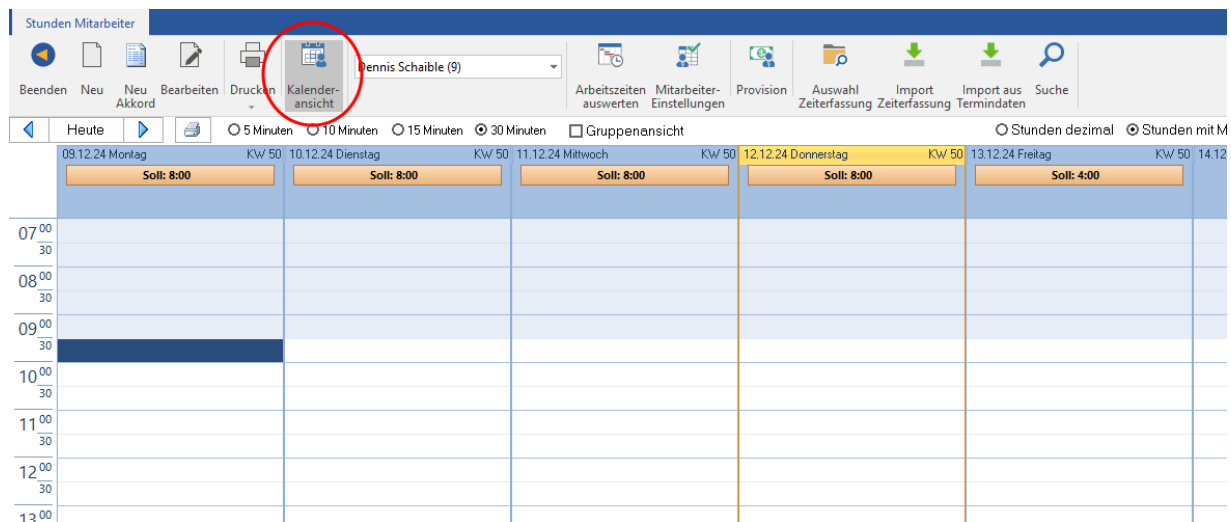 Stunden Mitarbeiter
Beenden Neu Neu Akkord Bearbeiten Drucken Kalender-ansicht Dennis Schaible (9) Arbeitszeiten auswerten Mitarbeiter-Einstellungen Provision Auswahl Zeiterfassung Import Zeiterfassung Import aus Termindaten Suche
Heute 5 Minuten 10 Minuten 15 Minuten 30 Minuten Gruppenansicht Stunden dezimal Stunden mit M
09.12.24 Montag KW 50 10.12.24 Dienstag KW 50 11.12.24 Mittwoch KW 50 12.12.24 Donnerstag KW 50 13.12.24 Freitag KW 50 14.12
Soll: 8:00 Soll: 8:00 Soll: 8:00 Soll: 8:00 Soll: 4:00
07 00
30
08 00
30
09 00
30
10 00
30
11 00
30
12 00
30
13 00